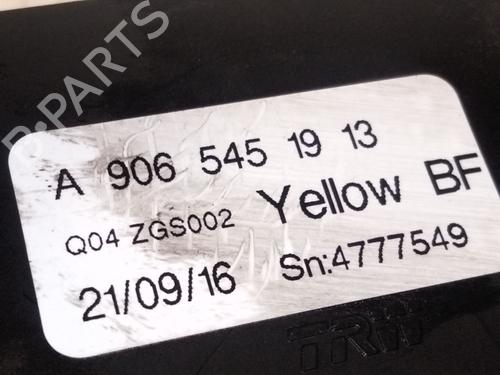 B-PARTS
A 906 545 19 13
Q04 ZGS002 Yellow BF
21/09/16 Sn:4777549
TRW